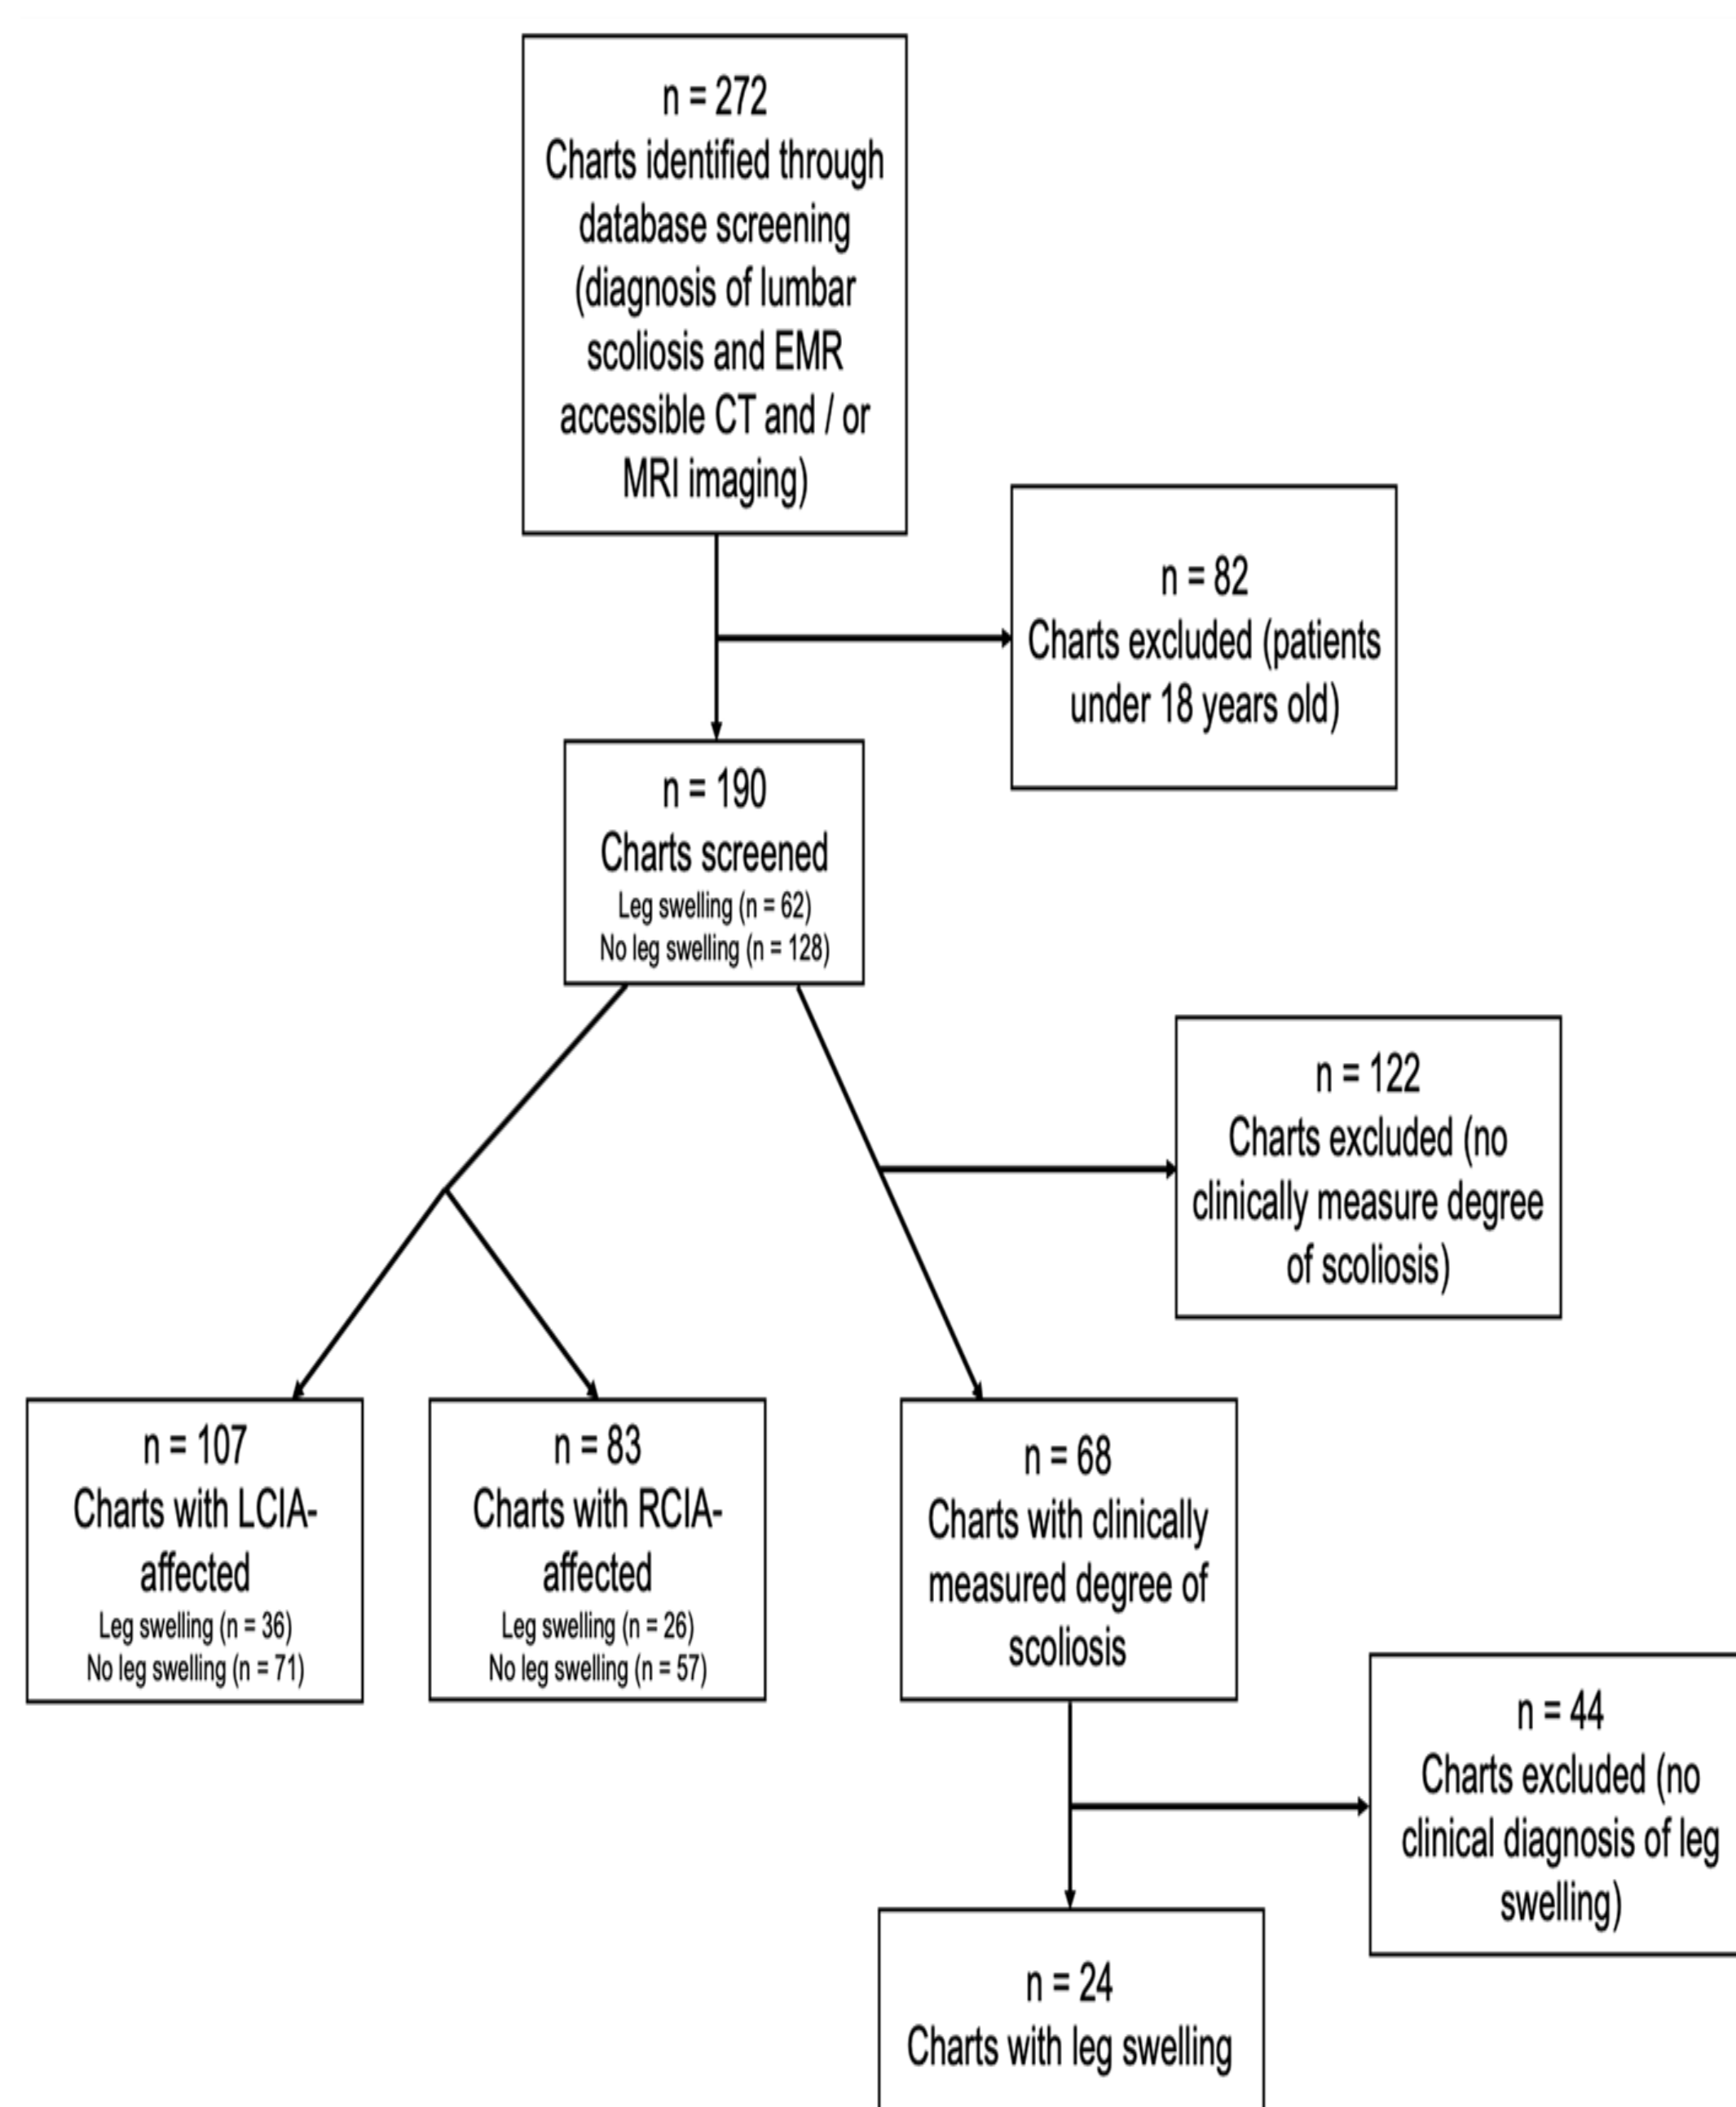 n = 272
Charts identified through
database screening
(diagnosis of lumbar
scoliosis and EMR
accessible CT and / or
MRI imaging)
n = 82
Charts excluded (patients
under 18 years old)
n = 190
Charts screened
Leg swelling (n = 62)
No leg swelling (n = 128)
n = 122
Charts excluded (no
clinically measure degree
of scoliosis)
n = 107
Charts with LCIA-
affected
Leg swelling (n = 36)
No leg swelling (n = 71)
n = 83
Charts with RCIA-
affected
Leg swelling (n = 26)
No leg swelling (n = 57)
n = 68
Charts with clinically
measured degree of
scoliosis
n = 44
Charts excluded (no
clinical diagnosis of leg
swelling)
n = 24
Charts with leg swelling